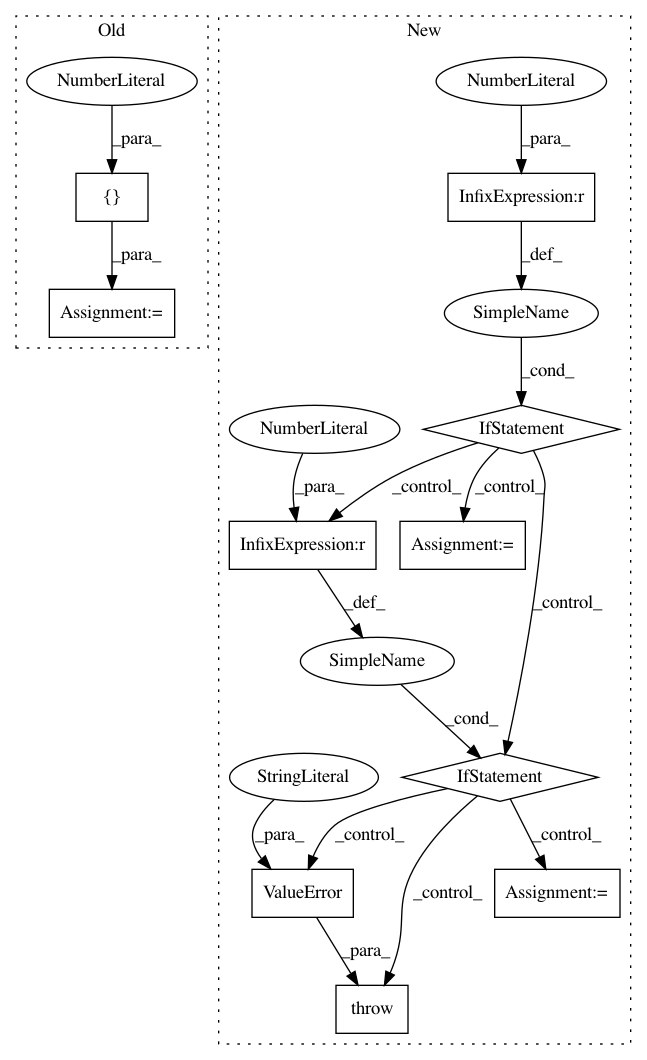 Old
New
NumberLiteral
NumberLiteral
_para_
_para_
{}
InfixExpression:r
_para_
_def_
Assignment:=
SimpleName
_cond_
NumberLiteral
IfStatement
_para_
_control_
_control_
InfixExpression:r
Assignment:=
_def_
_control_
SimpleName
_cond_
StringLiteral
IfStatement
_para_
_control_
_control_
ValueError
_control_
Assignment:=
_para_
throw